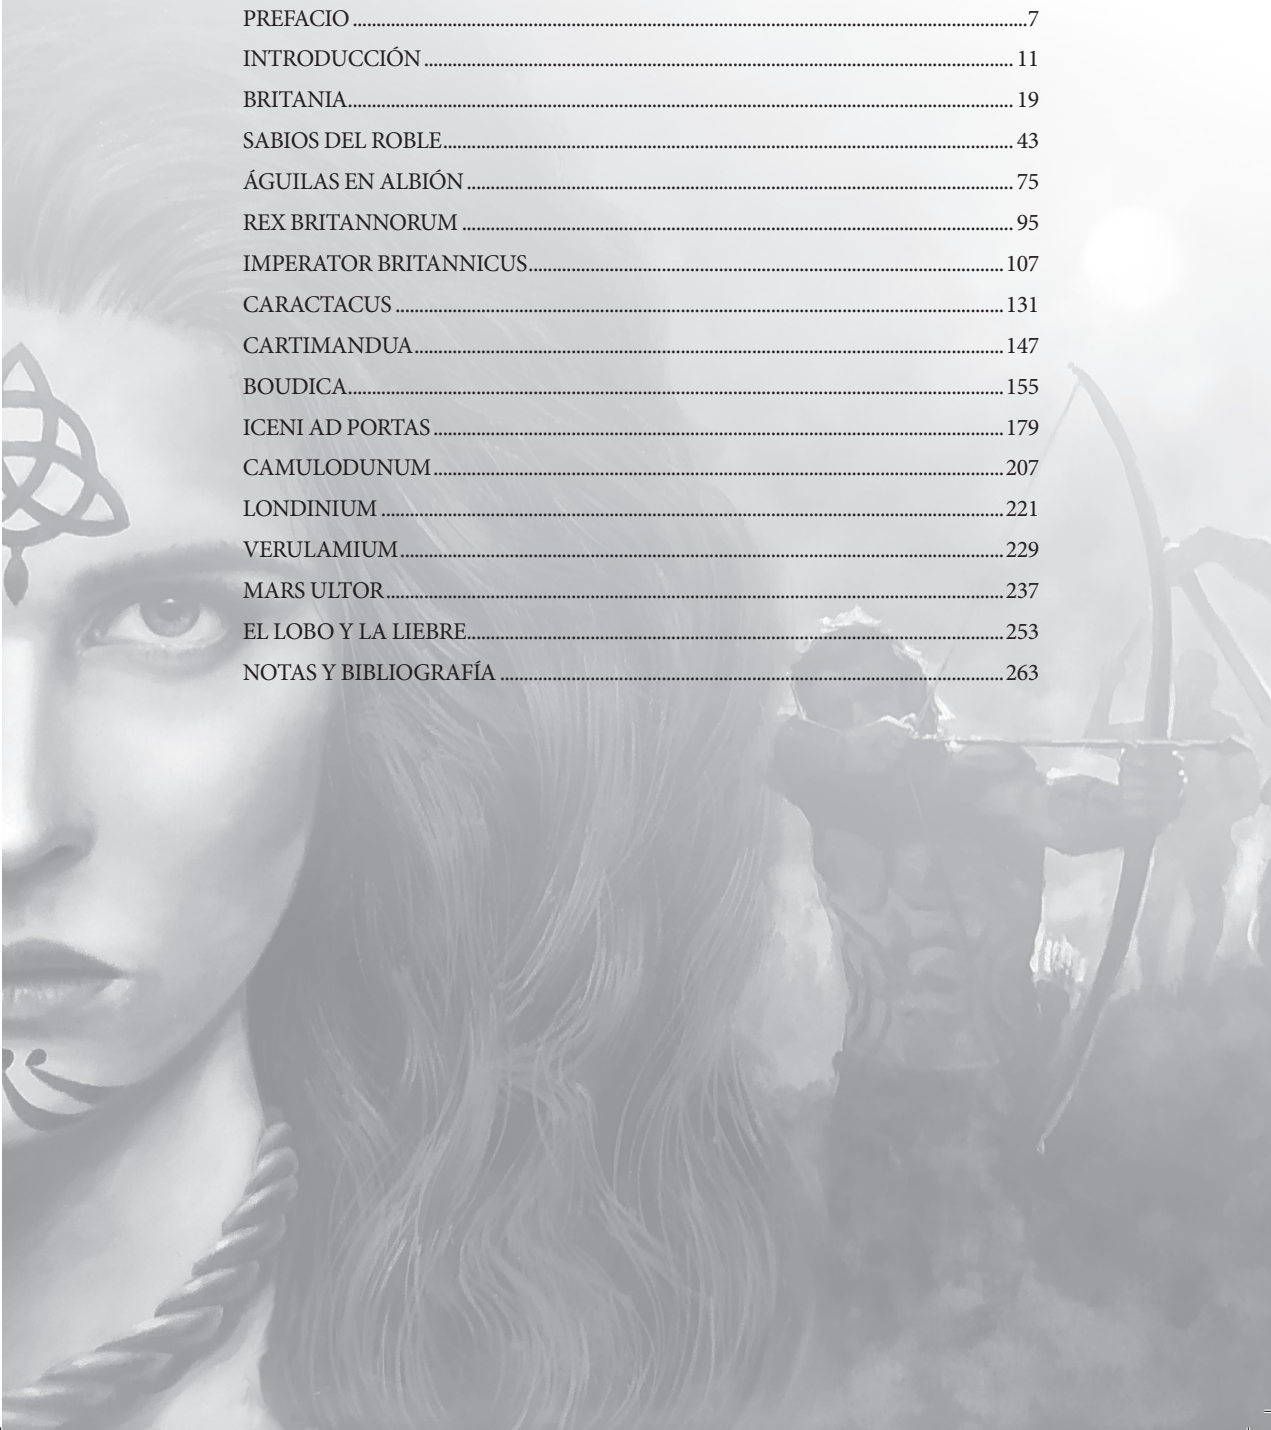 PREFACIO ........................................................................7
INTRODUCCIÓN ........................................................................ 11
BRITANIA........................................................................ 19
SABIOS DEL ROBLE........................................................................ 43
ÁGUILAS EN ALBIÓN ........................................................................ 75
REX BRITANNORUM ........................................................................ 95
IMPERATOR BRITANNICUS........................................................................ 107
CARACTACUS ........................................................................ 131
CARTIMANDUA........................................................................ 147
BOUDICA........................................................................ 155
ICENI AD PORTAS ........................................................................ 179
CAMULODUNUM ........................................................................ 207
LONDINIUM ........................................................................ 221
VERULAMIUM ........................................................................ 229
MARS ULTOR ........................................................................ 237
EL LOBO Y LA LIEBRE........................................................................ 253
NOTAS Y BIBLIOGRAFÍA ........................................................................ 263